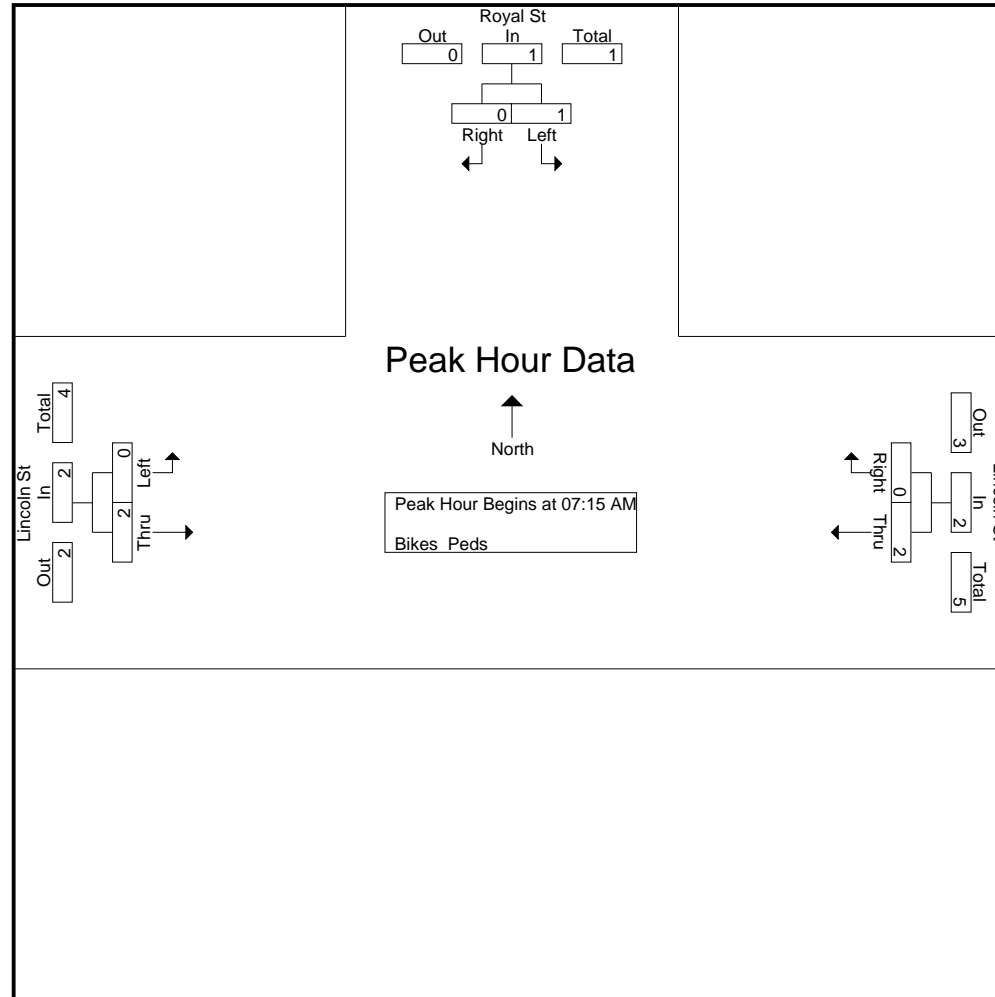 Royal St
Out In Total
0 1 1
0 1
Right Left
Peak Hour Data
North
Peak Hour Begins at 07:15 AM
Bikes Peds
Lincoln St
Total In Out
4 2 2
0 2
Left Thru
Out In Total
3 2 5
Right Thru
0 2